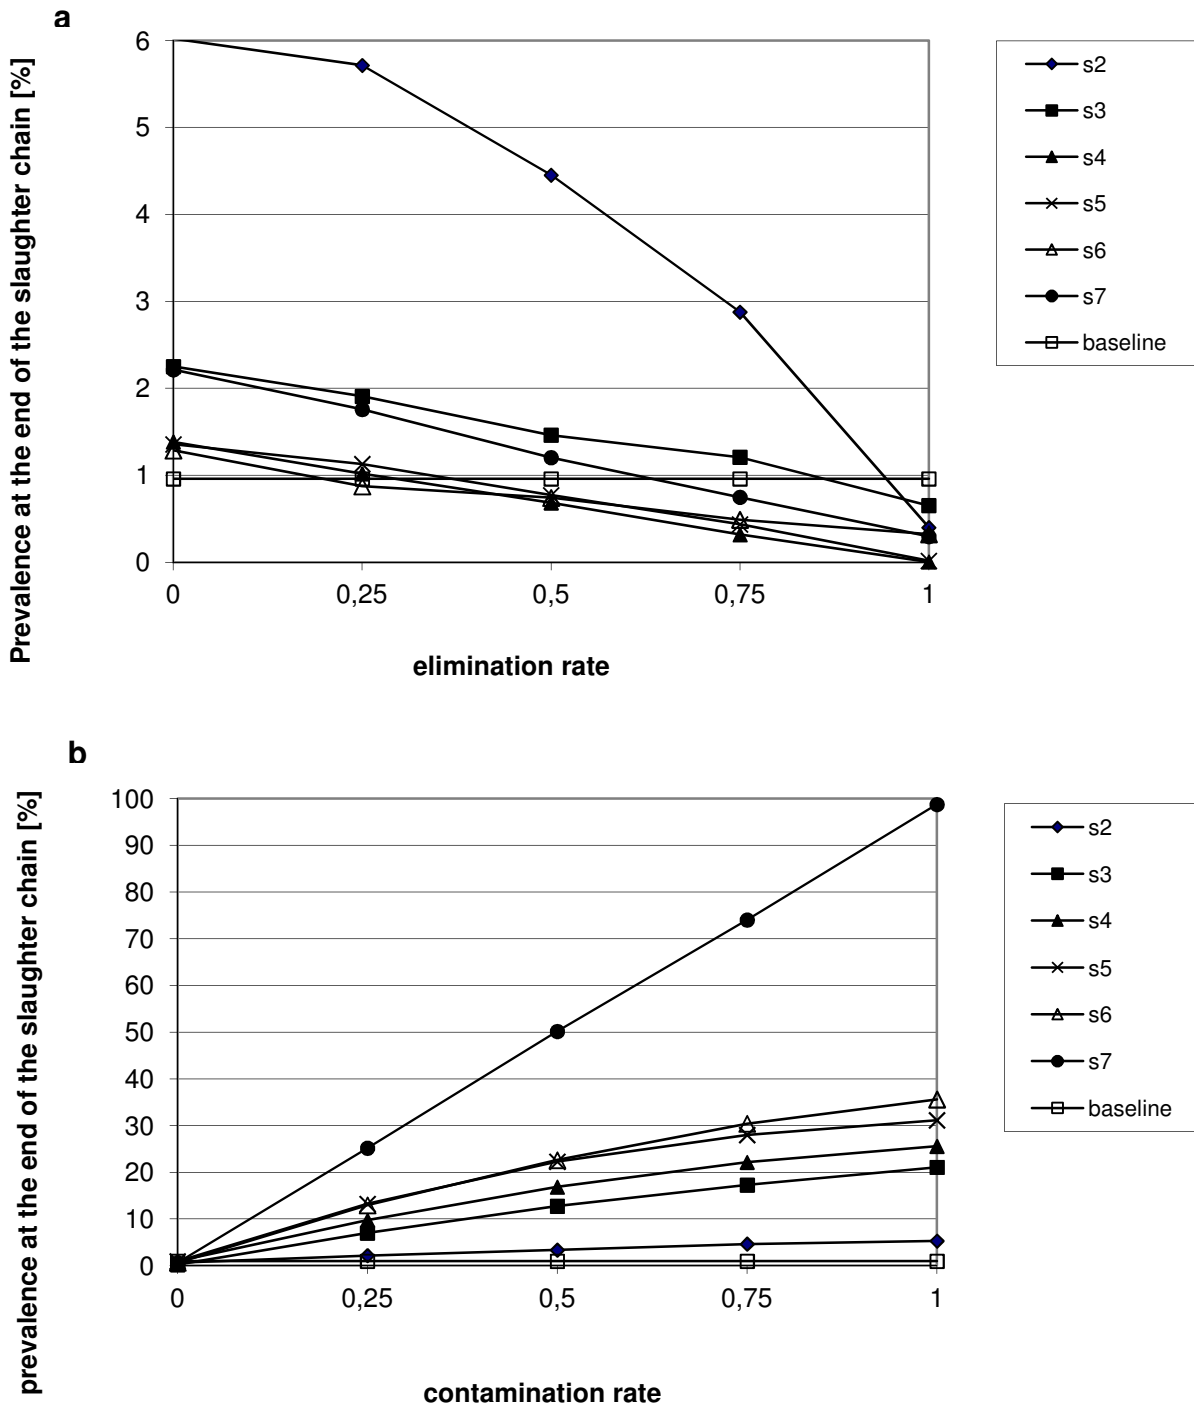 a
Prevalence at the end of the slaughter chain [%]
6
5
4
3
2
1
0
0
0,25
0,5
0,75
1
elimination rate
s2
s3
s4
s5
s6
s7
baseline
b
prevalence at the end of the slaughter chain [%]
100
90
80
70
60
50
40
30
20
10
0
0
0,25
0,5
0,75
1
contamination rate
s2
s3
s4
s5
s6
s7
baseline